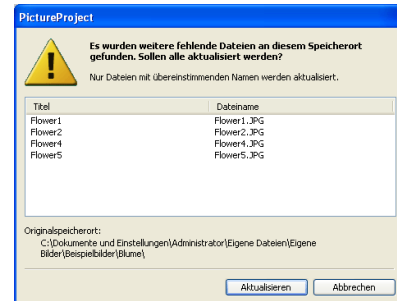 PictureProject
Es wurden weitere fehlende Dateien an diesem Speicherort
gefunden. Sollen alle aktualisiert werden?
Nur Dateien mit übereinstimmenden Namen werden aktualisiert.
Titel Dateiname
Flower1 Flower1.JPG
Flower2 Flower2.JPG
Flower4 Flower4.JPG
Flower5 Flower5.JPG
Originalspeicherort:
C:\Dokumente und Einstellungen\Administrator\Eigene Dateien\Eigene
Bilder\Beispielbilder\Blume\
Aktualisieren Abbrechen